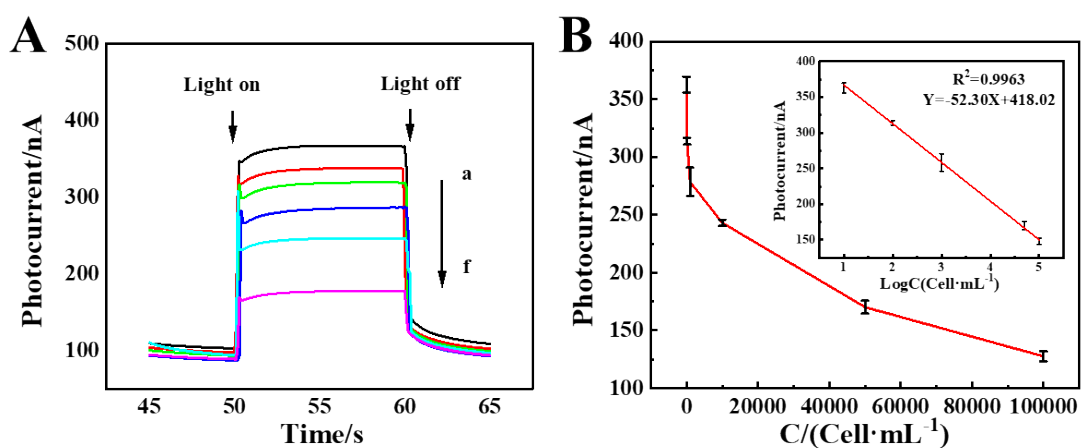 A
500
400
300
200
100
Photocurrent/nA
Light on
Light off
a
f
45
50
55
60
65
Time/s
B
400
350
300
250
200
150
100
Photocurrent/nA
0
20000
40000
60000
80000
100000
C/(Cell·mL⁻¹)
400
350
300
250
200
150
Photocurrent/nA
R²=0.9963
Y=-52.30X+418.02
1
2
3
4
5
LogC(Cell·mL⁻¹)